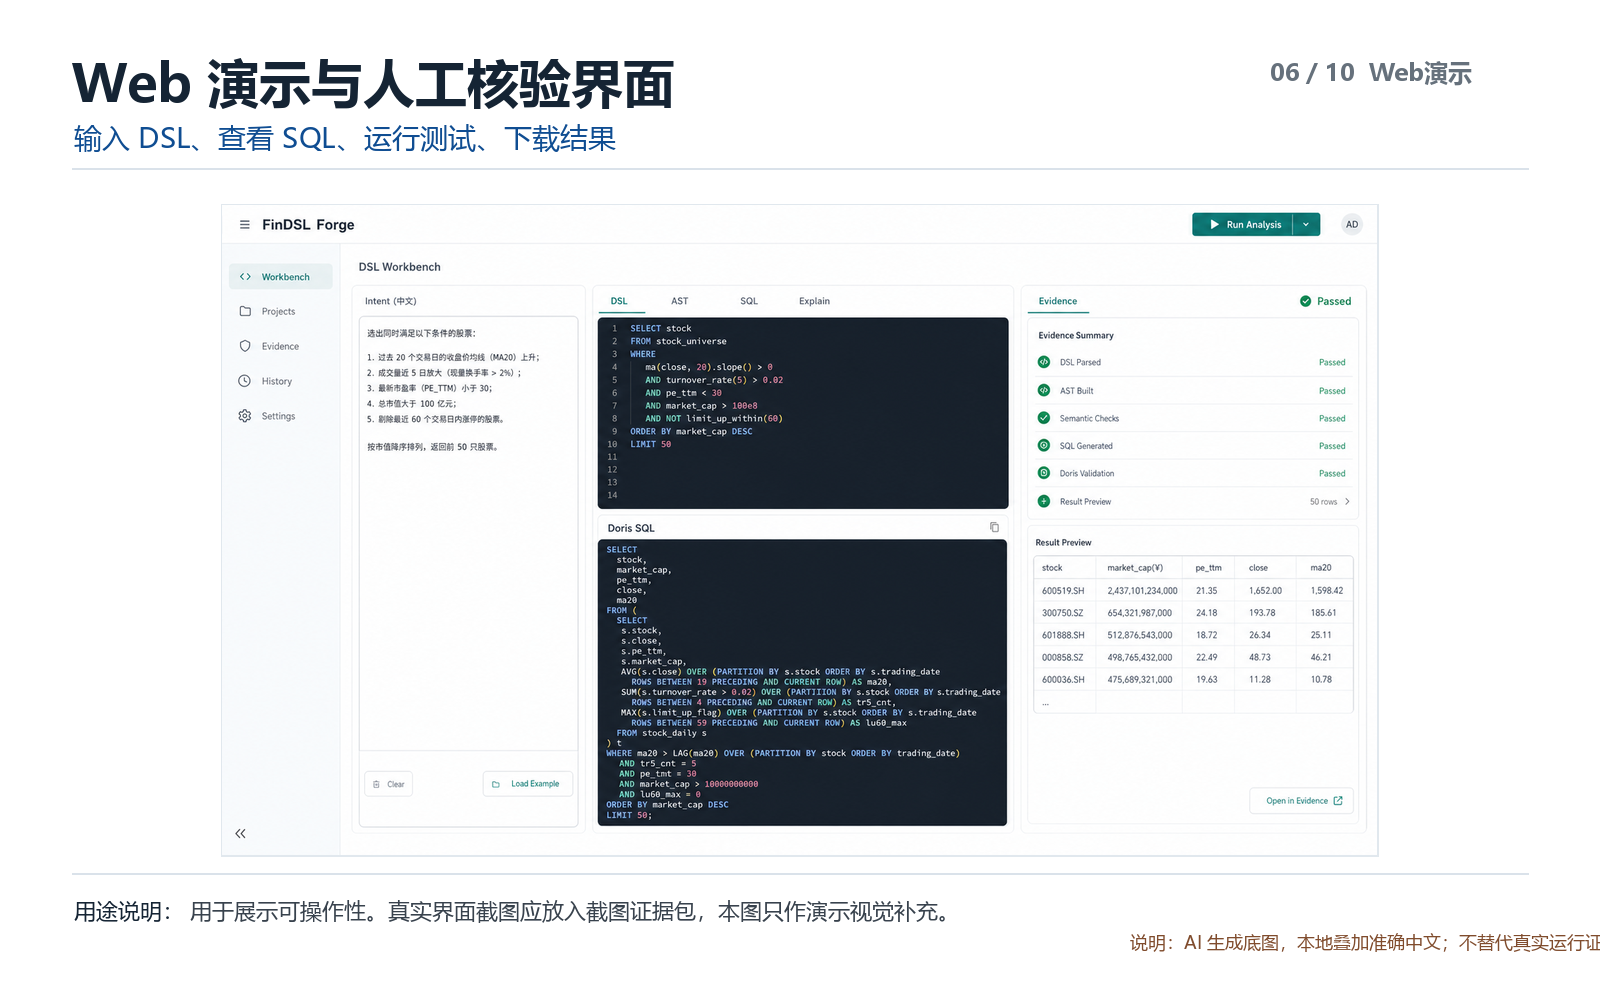 Web 演示与人工核验界面
06 / 10 Web演示
输入 DSL、查看 SQL、运行测试、下载结果
FinDSL Forge
Run Analysis
AD
Workbench
Projects
Evidence
History
Settings
DSL Workbench
Intent (中文)
选出同时满足以下条件的股票:
1. 过去 20 个交易日的收盘价均线（MA20）上升;
2. 成交量近 5 日放大（现量换手率 > 2%）;
3. 最新市盈率（PE_TTM）小于 30;
4. 总市值大于 100 亿元;
5. 剔除最近 60 个交易日内涨停的股票。
按市值降序排列，返回前 50 只股票。
Clear
Load Example
DSL AST SQL Explain
1 SELECT stock
2 FROM stock_universe
3 WHERE
4 ma(close, 20).slope() > 0
5 AND turnover_rate(5) > 0.02
6 AND pe_ttm < 30
7 AND market_cap > 100e8
8 AND NOT limit_up_within(60)
9 ORDER BY market_cap DESC
10 LIMIT 50
11
12
13
14
Doris SQL
SELECT
stock,
market_cap,
pe_ttm,
close,
ma20
FROM (
SELECT
s.stock,
s.close,
s.pe_ttm,
s.market_cap,
AVG(s.close) OVER (PARTITION BY s.stock ORDER BY s.trading_date
ROWS BETWEEN 19 PRECEDING AND CURRENT ROW) AS ma20,
SUM(s.turnover_rate > 0.02) OVER (PARTIIION BY s.stock ORDER BY s.trading_date
ROWS BETWEEN 4 PRECEDING AND CURRENT ROW) AS tr5_cnt,
MAX(s.limit_up_flag) OVER (PARTITION BY s.stock ORDER BY s.trading_date
ROWS BETWEEN 59 PRECEDING AND CURRENT ROW) AS lu60_max
FROM stock_daily s
) t
WHERE ma20 > LAG(ma20) OVER (PARTITION BY stock ORDER BY trading_date)
AND tr5_cnt = 5
AND pe_tmt = 30
AND market_cap > 10000000000
AND lu60_max = 0
ORDER BY market_cap DESC
LIMIT 50;
Evidence
Passed
Evidence Summary
DSL Parsed Passed
AST Built Passed
Semantic Checks Passed
SQL Generated Passed
Doris Validation Passed
Result Preview 50 rows
Result Preview
stock market_cap(¥) pe_ttm close ma20
600519.SH 2,437,101,234,000 21.35 1,652.00 1,598.42
300750.SZ 654,321,987,000 24.18 193.78 185.61
601888.SH 512,876,543,000 18.72 26.34 25.11
000858.SZ 498,765,432,000 22.49 48.73 46.21
600036.SH 475,689,321,000 19.63 11.28 10.78
...
Open in Evidence
用途说明： 用于展示可操作性。真实界面截图应放入截图证据包，本图只作演示视觉补充。
说明：AI 生成底图，本地叠加准确中文；不替代真实运行证